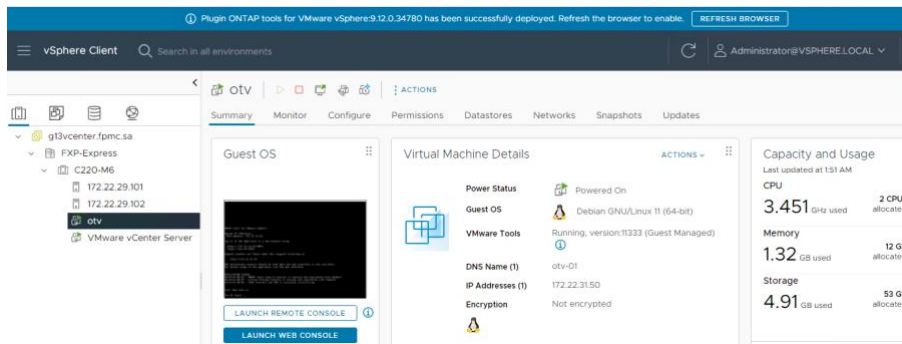 Plugin ONTAP tools for VMware vSphere:9.12.0.34780 has been successfully deployed. Refresh the browser to enable. REFRESH BROWSER
vSphere Client Search in all environments Administrator@VSPHERE.LOCAL
otv ACTIONS
Summary Monitor Configure Permissions Datastores Networks Snapshots Updates
g13vcenter.fpmc.sa
FXP-Express
C220-M6
172.22.29.101
172.22.29.102
otv
VMware vCenter Server
Guest OS
LAUNCH REMOTE CONSOLE
LAUNCH WEB CONSOLE
Virtual Machine Details ACTIONS
Power Status Powered On
Guest OS Debian GNU/Linux 11 (64-bit)
VMware Tools Running, version:11333 (Guest Managed)
DNS Name (1) otv-01
IP Addresses (1) 172.22.31.50
Encryption Not encrypted
Capacity and Usage
Last updated at 1:51 AM
CPU
3.451 GHz used 2 CPU
allocate
Memory
1.32 GB used 12 G
allocate
Storage
4.91 GB used 53 G
allocate